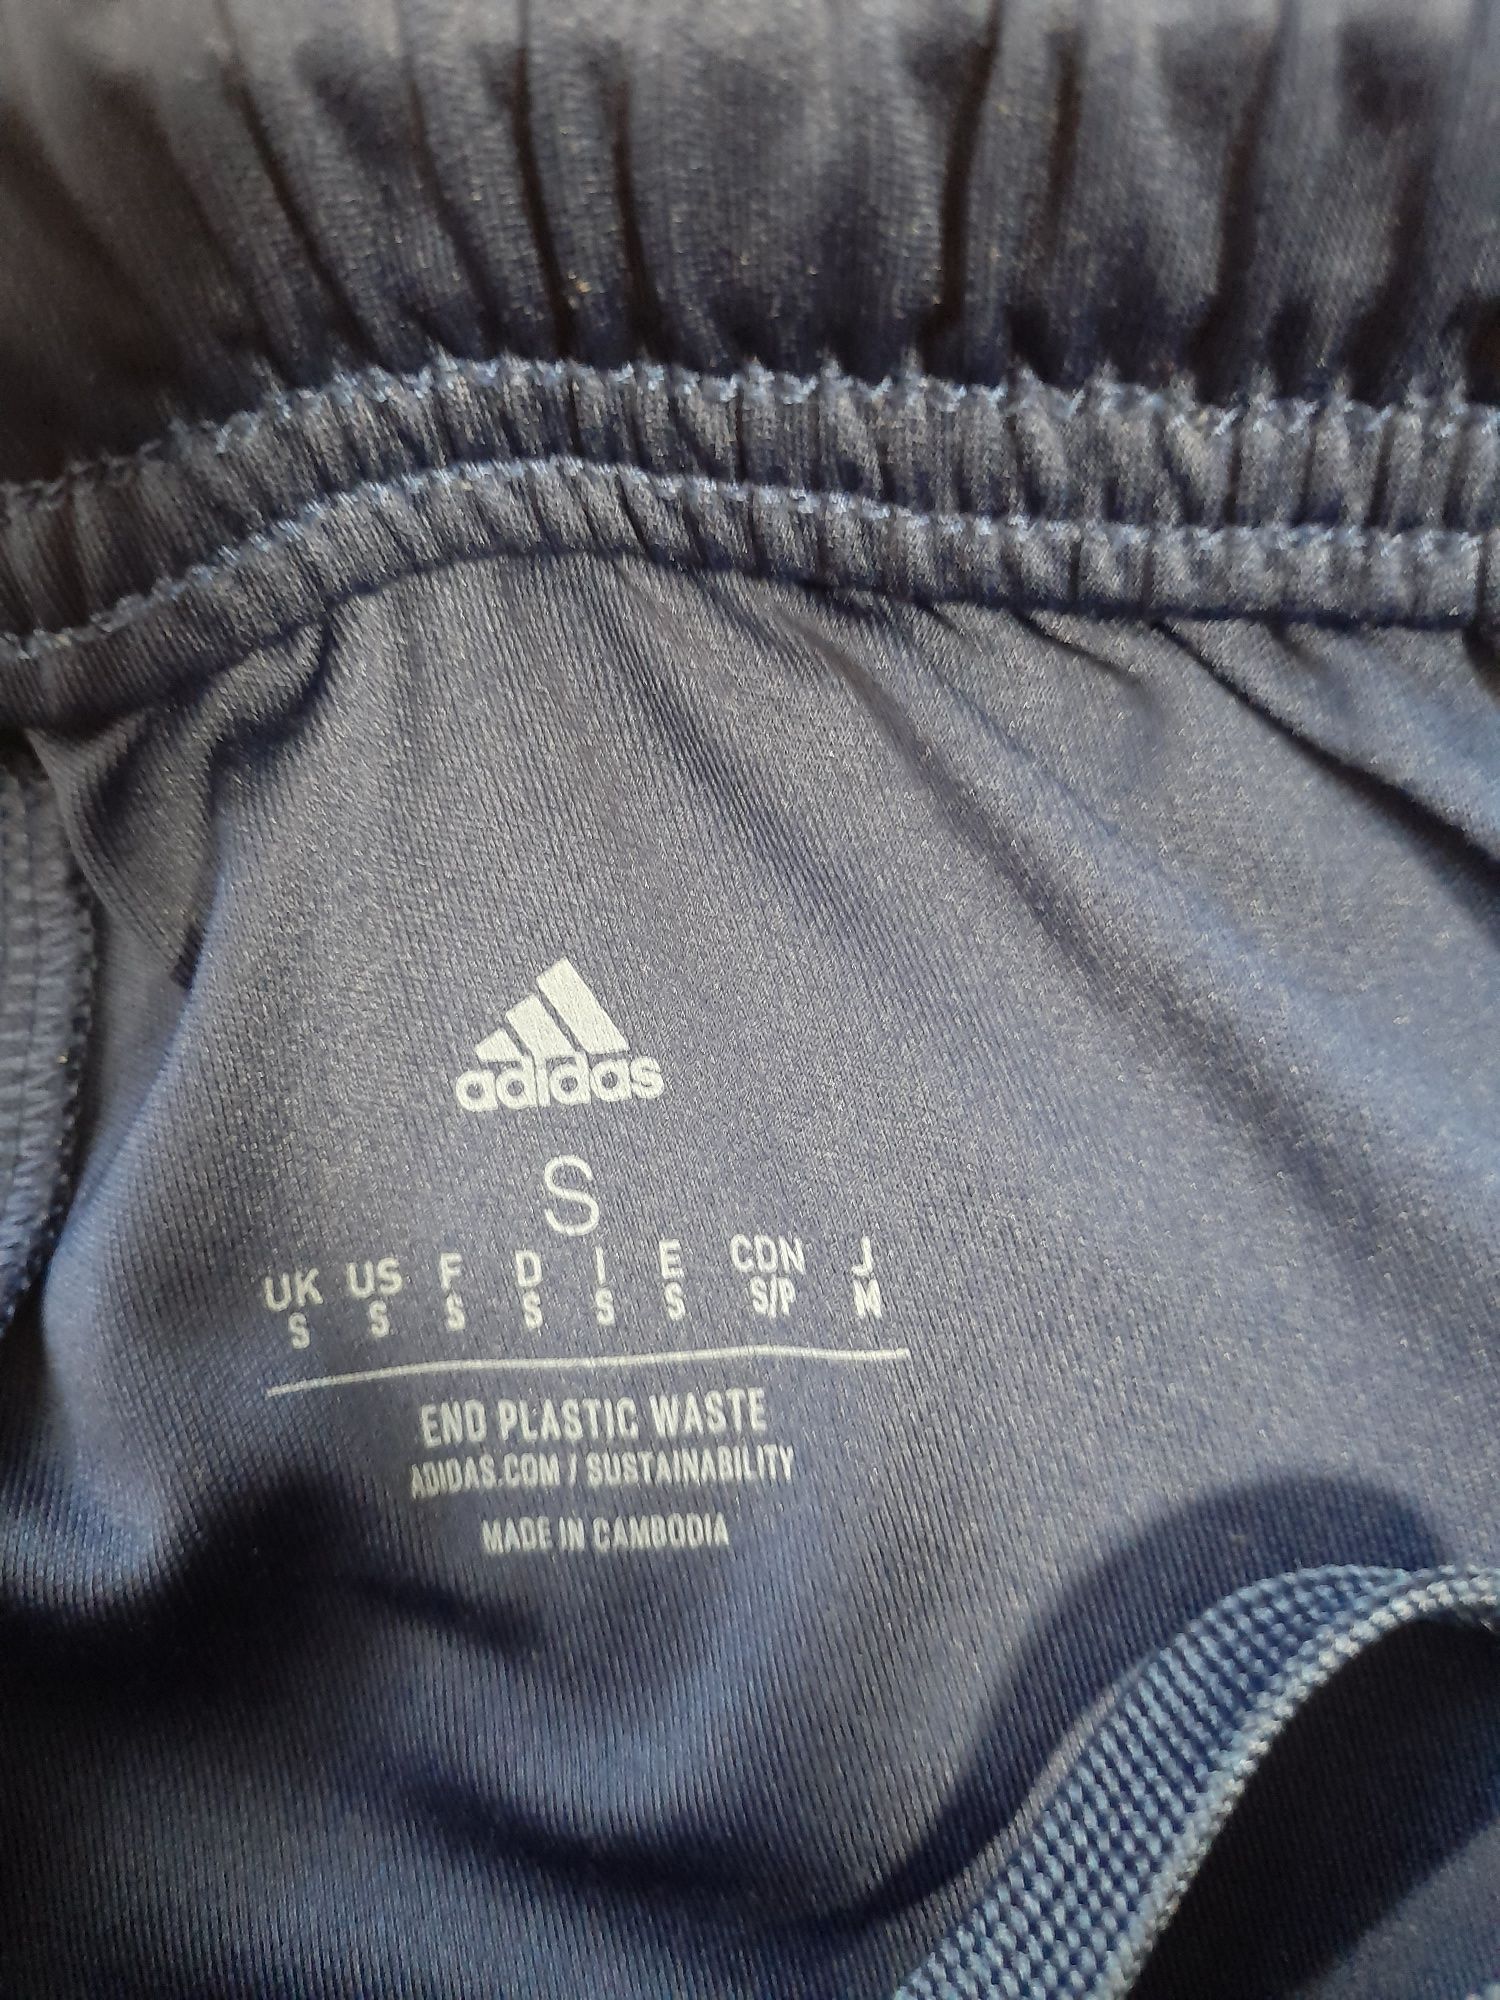 adidas
S
UK US F D I E CDN J
S S S S S S S/P M
END PLASTIC WASTE
ADIDAS.COM / SUSTAINABILITY
MADE IN CAMBODIA